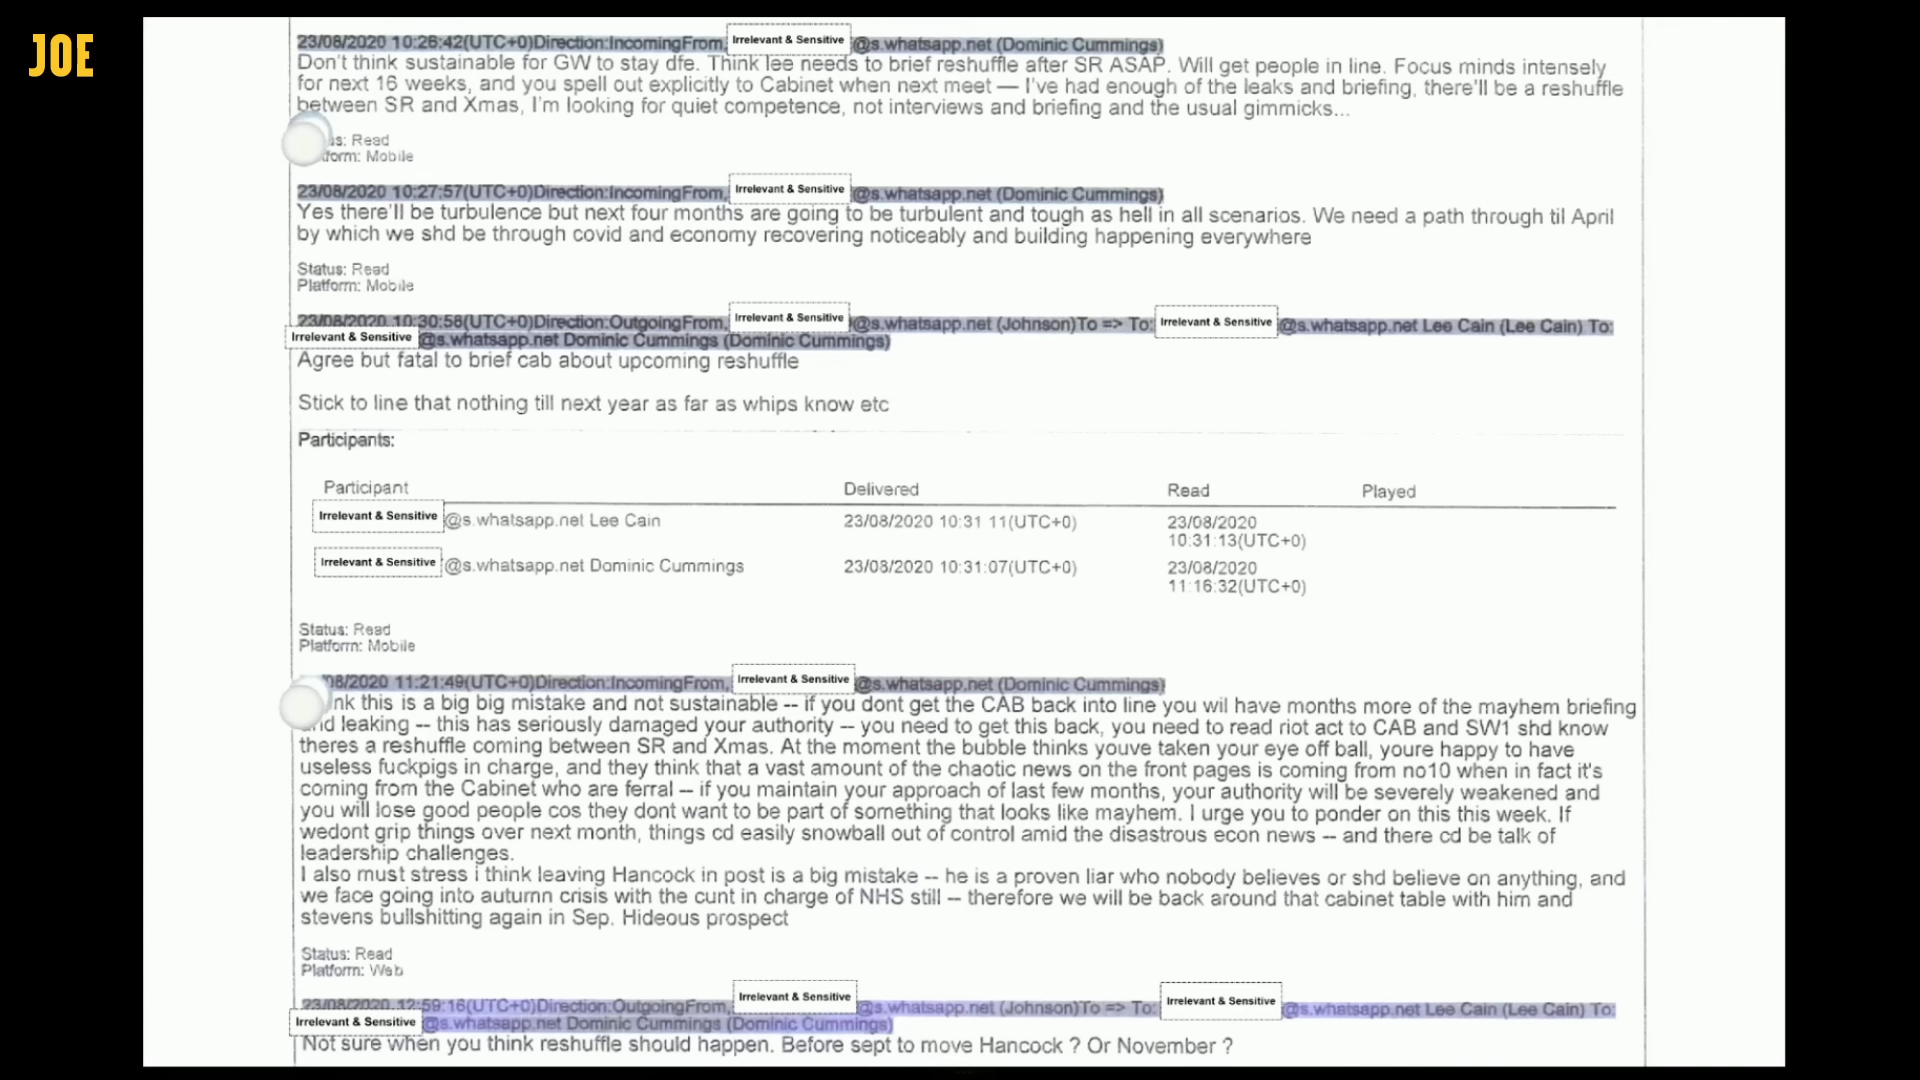 JOE
23/08/2020 10:26:42(UTC+0)Direction:IncomingFrom, Irrelevant & Sensitive @s.whatsapp.net (Dominic Cummings)
Don't think sustainable for GW to stay dfe. Think lee needs to brief reshuffle after SR ASAP. Will get people in line. Focus minds intensely
for next 16 weeks, and you spell out explicitly to Cabinet when next meet — I've had enough of the leaks and briefing, there'll be a reshuffle
between SR and Xmas, I'm looking for quiet competence, not interviews and briefing and the usual gimmicks...
us: Read
form: Mobile
23/08/2020 10:27:57(UTC+0)Direction:IncomingFrom, Irrelevant & Sensitive @s.whatsapp.net (Dominic Cummings)
Yes there'll be turbulence but next four months are going to be turbulent and tough as hell in all scenarios. We need a path through til April
by which we shd be through covid and economy recovering noticeably and building happening everywhere
Status: Read
Platform: Mobile
23/08/2020 10:30:58(UTC+0)Direction:OutgoingFrom, Irrelevant & Sensitive @s.whatsapp.net (Johnson)To => To: Irrelevant & Sensitive @s.whatsapp.net Lee Cain (Lee Cain) To:
Irrelevant & Sensitive @s.whatsapp.net Dominic Cummings (Dominic Cummings)
Agree but fatal to brief cab about upcoming reshuffle
Stick to line that nothing till next year as far as whips know etc
Participants:
Participant Delivered Read Played
Irrelevant & Sensitive @s.whatsapp.net Lee Cain 23/08/2020 10:31 11(UTC+0) 23/08/2020
10:31:13(UTC+0)
Irrelevant & Sensitive @s.whatsapp.net Dominic Cummings 23/08/2020 10:31:07(UTC+0) 23/08/2020
11:16:32(UTC+0)
Status: Read
Platform: Mobile
08/2020 11:21:49(UTC+0)Direction:IncomingFrom, Irrelevant & Sensitive @s.whatsapp.net (Dominic Cummings)
nk this is a big big mistake and not sustainable -- if you dont get the CAB back into line you wil have months more of the mayhem briefing
and leaking -- this has seriously damaged your authority -- you need to get this back, you need to read riot act to CAB and SW1 shd know
theres a reshuffle coming between SR and Xmas. At the moment the bubble thinks youve taken your eye off ball, youre happy to have
useless fuckpigs in charge, and they think that a vast amount of the chaotic news on the front pages is coming from no10 when in fact it's
coming from the Cabinet who are ferral -- if you maintain your approach of last few months, your authority will be severely weakened and
you will lose good people cos they dont want to be part of something that looks like mayhem. I urge you to ponder on this this week. If
wedont grip things over next month, things cd easily snowball out of control amid the disastrous econ news -- and there cd be talk of
leadership challenges.
I also must stress i think leaving Hancock in post is a big mistake -- he is a proven liar who nobody believes or shd believe on anything, and
we face going into autumn crisis with the cunt in charge of NHS still -- therefore we will be back around that cabinet table with him and
stevens bullshitting again in Sep. Hideous prospect
Status: Read
Platform: Web
23/08/2020 12:59:16(UTC+0)Direction:OutgoingFrom, Irrelevant & Sensitive @s.whatsapp.net (Johnson)To => To: Irrelevant & Sensitive @s.whatsapp.net Lee Cain (Lee Cain) To:
Irrelevant & Sensitive @s.whatsapp.net Dominic Cummings (Dominic Cummings)
Not sure when you think reshuffle should happen. Before sept to move Hancock ? Or November ?